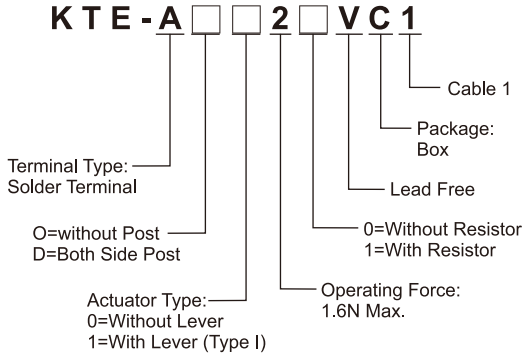 KTE-A□□2□VC1
Cable 1
Package:
Box
Terminal Type:
Solder Terminal
Lead Free
O=without Post
D=Both Side Post
0=Without Resistor
1=With Resistor
Actuator Type:
0=Without Lever
1=With Lever (Type I)
Operating Force:
1.6N Max.